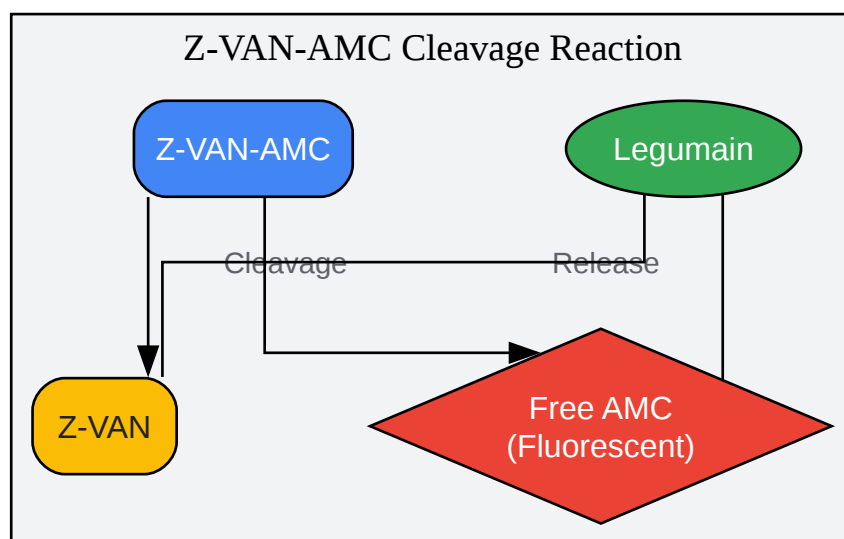 Z-VAN-AMC Cleavage Reaction
Z-VAN-AMC
Legumain
Cleavage
Release
Z-VAN
Free AMC
(Fluorescent)